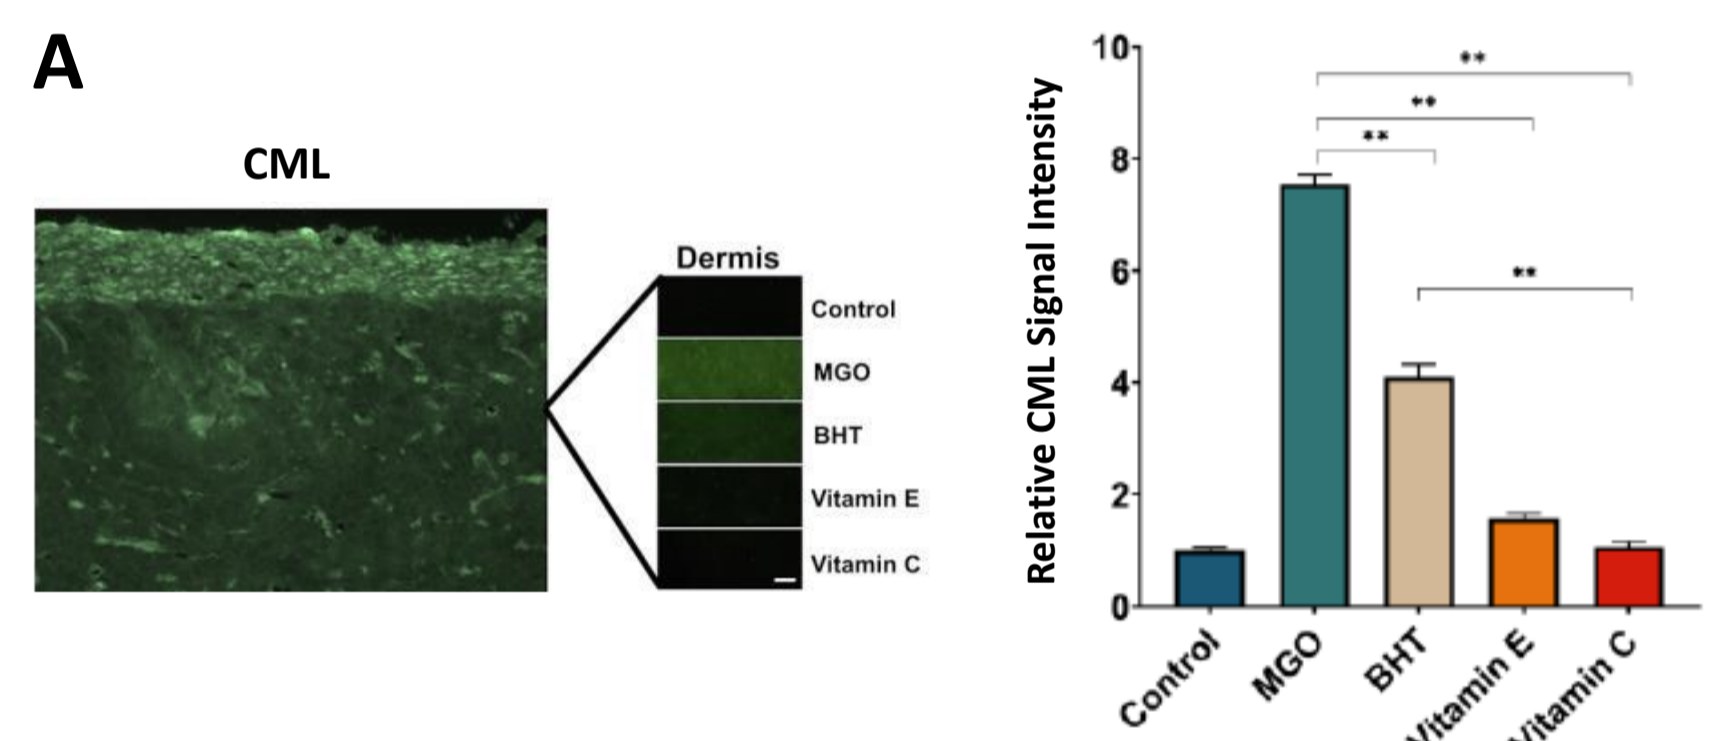 A
CML
Dermis
Control
MGO
BHT
Vitamin E
Vitamin C
Relative CML Signal Intensity
10
8
6
4
2
0
**
**
**
**
Control
MGO
BHT
Vitamin E
Vitamin C